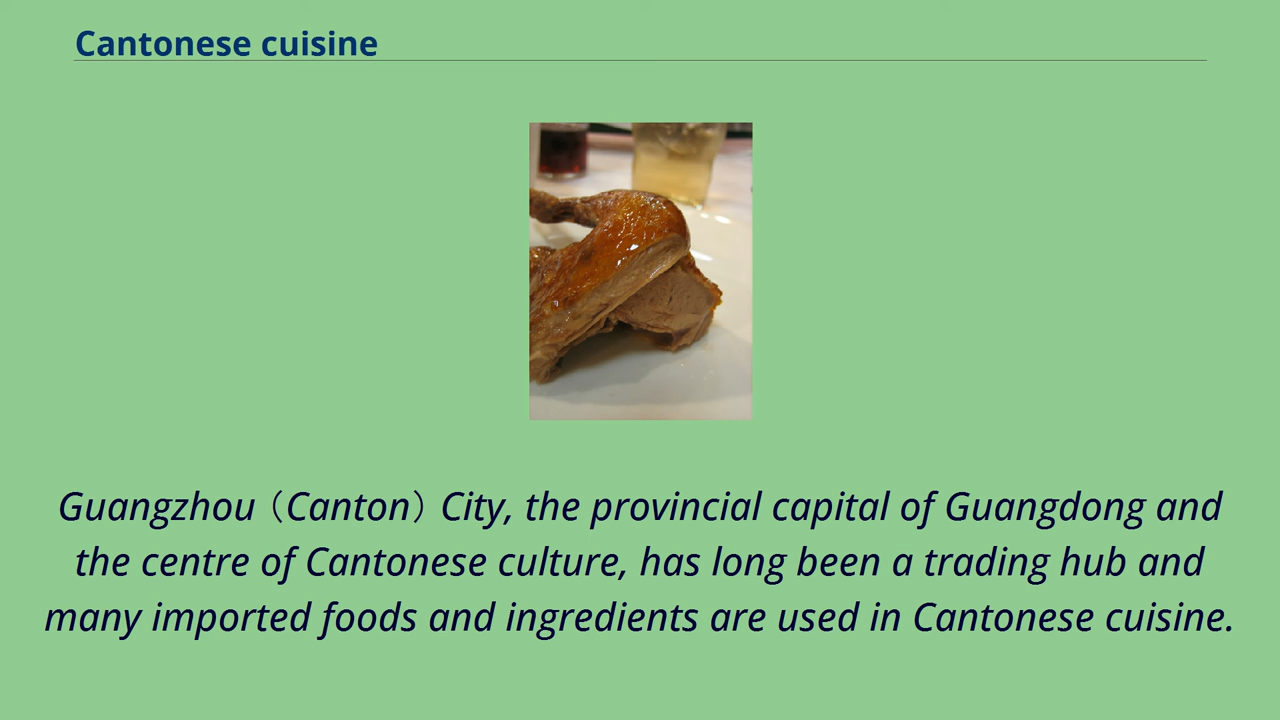 Cantonese cuisine
Guangzhou（Canton）City, the provincial capital of Guangdong and
the centre of Cantonese culture, has long been a trading hub and
many imported foods and ingredients are used in Cantonese cuisine.